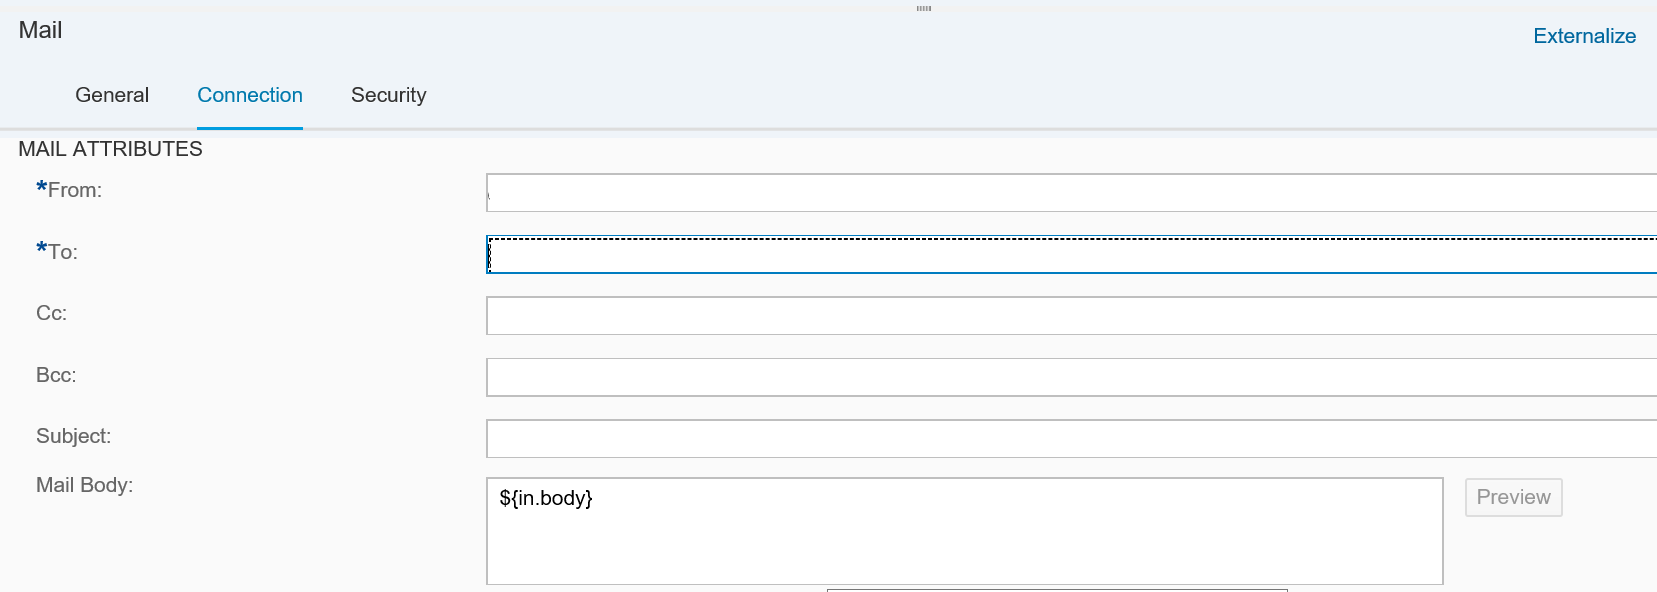 Mail
Externalize
General Connection Security
MAIL ATTRIBUTES
*From:
*To:
Cc:
Bcc:
Subject:
Mail Body:
${in.body}
Preview